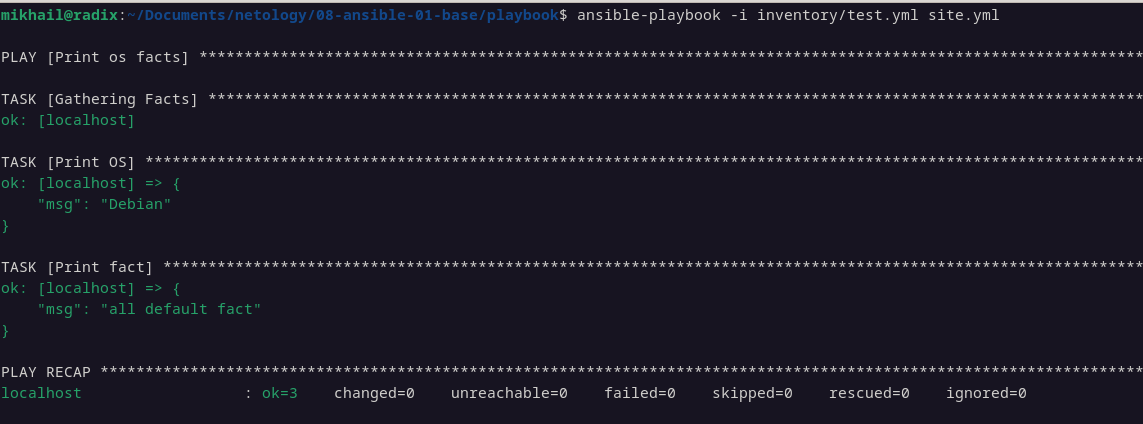 mikhail@radix:~/Documents/netology/08-ansible-01-base/playbook$ ansible-playbook -i inventory/test.yml site.yml
PLAY [Print os facts] *********************************************************************************************************
TASK [Gathering Facts] ********************************************************************************************************
ok: [localhost]
TASK [Print OS] ***************************************************************************************************************
ok: [localhost] => {
    "msg": "Debian"
}
TASK [Print fact] *************************************************************************************************************
ok: [localhost] => {
    "msg": "all default fact"
}
PLAY RECAP ********************************************************************************************************************
localhost                  : ok=3    changed=0    unreachable=0    failed=0    skipped=0    rescued=0    ignored=0